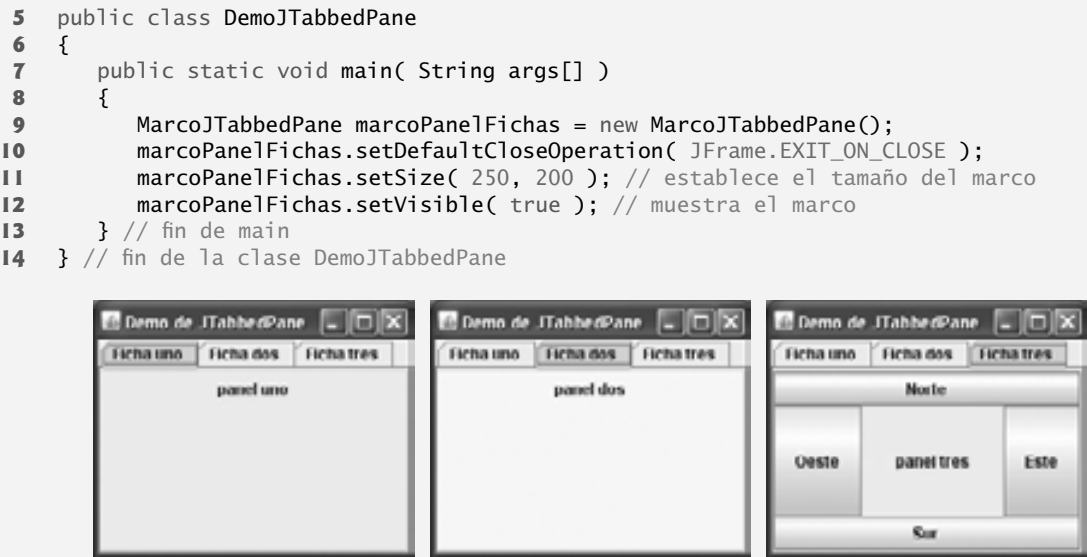 5 public class DemoJTabbedPane
6 {
7 public static void main( String args[] )
8 {
9 MarcoJTabbedPane marcoPanelFichas = new MarcoJTabbedPane();
10 marcoPanelFichas.setDefaultCloseOperation( JFrame.EXIT_ON_CLOSE );
11 marcoPanelFichas.setSize( 250, 200 ); // establece el tamaño del marco
12 marcoPanelFichas.setVisible( true ); // muestra el marco
13 } // fin de main
14 } // fin de la clase DemoJTabbedPane
Demo de JTabbedPane
Ficha uno Ficha dos Ficha tres
panel uno
Demo de JTabbedPane
Ficha uno Ficha dos Ficha tres
panel dos
Demo de JTabbedPane
Ficha uno Ficha dos Ficha tres
Norte
Oeste panel tres Este
Sur